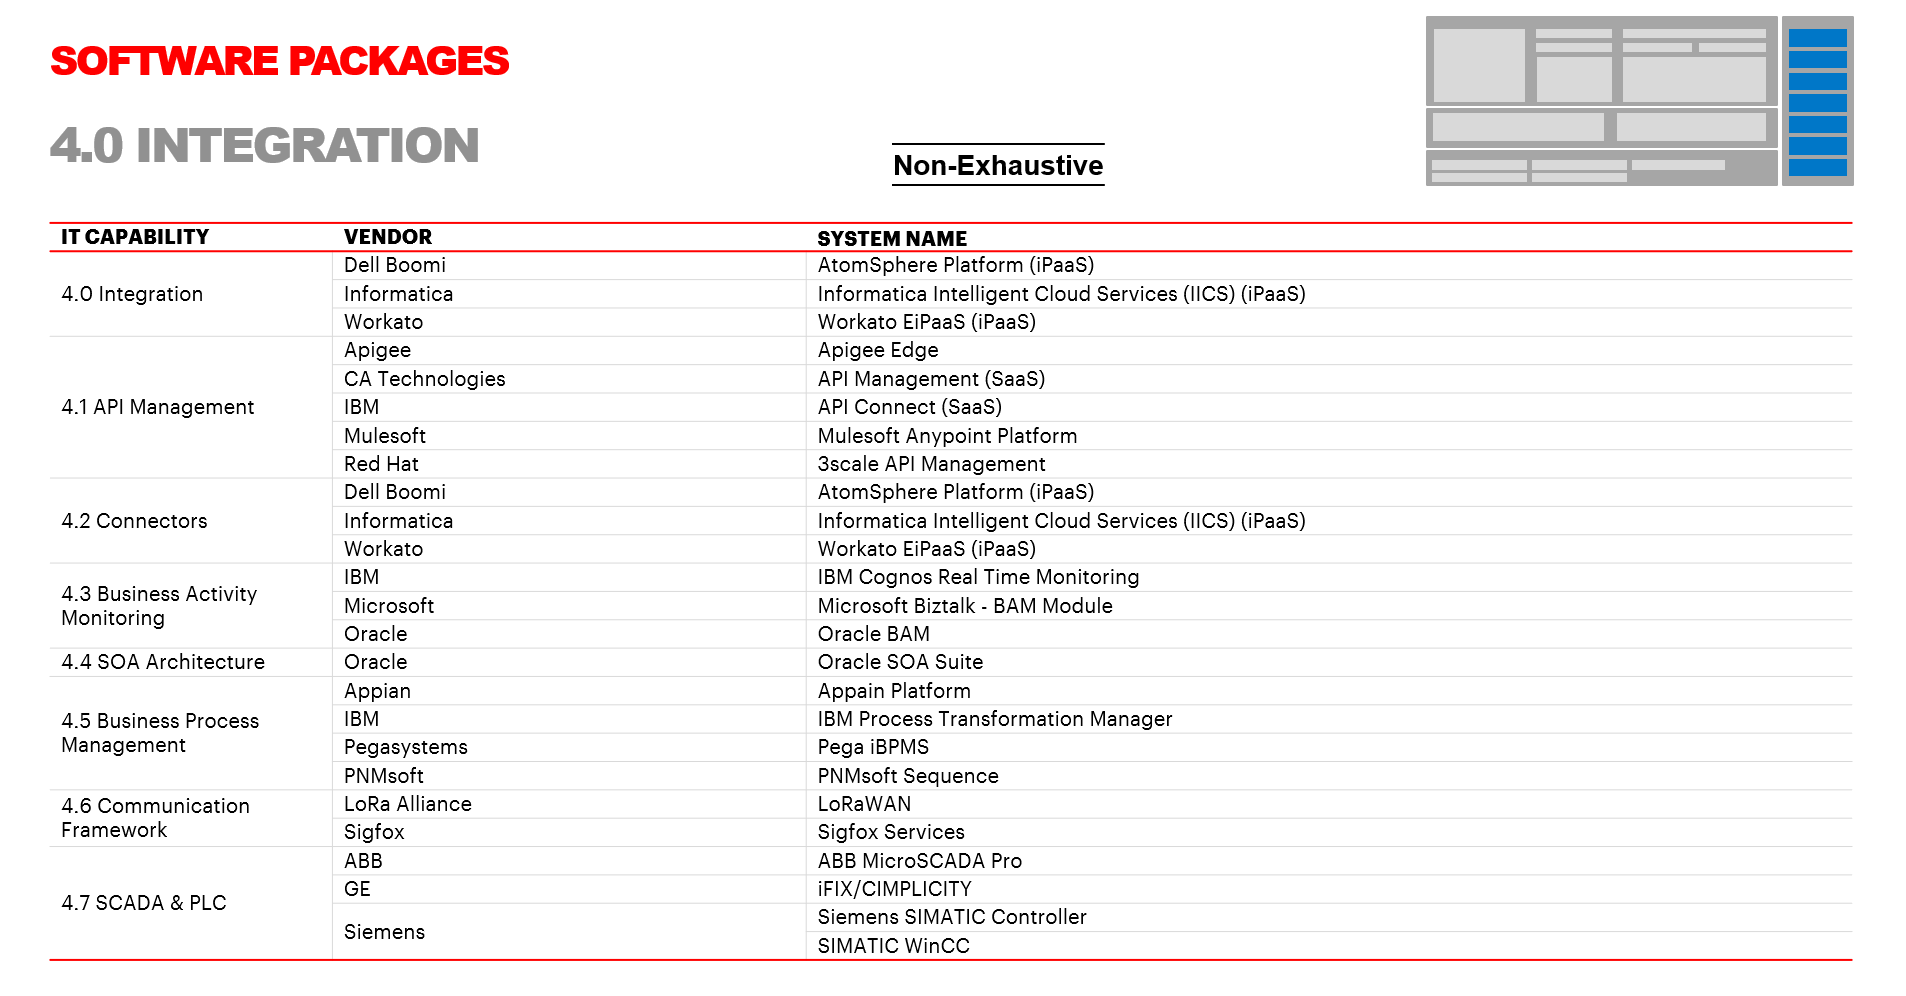 SOFTWARE PACKAGES
4.0 INTEGRATION
Non-Exhaustive
IT CAPABILITY VENDOR SYSTEM NAME
4.0 Integration
Dell Boomi AtomSphere Platform (iPaaS)
Informatica Informatica Intelligent Cloud Services (IICS) (iPaaS)
Workato Workato EiPaaS (iPaaS)
4.1 API Management
Apigee Apigee Edge
CA Technologies API Management (SaaS)
IBM API Connect (SaaS)
Mulesoft Mulesoft Anypoint Platform
Red Hat 3scale API Management
4.2 Connectors
Dell Boomi AtomSphere Platform (iPaaS)
Informatica Informatica Intelligent Cloud Services (IICS) (iPaaS)
Workato Workato EiPaaS (iPaaS)
4.3 Business Activity
Monitoring
IBM IBM Cognos Real Time Monitoring
Microsoft Microsoft Biztalk - BAM Module
Oracle Oracle BAM
4.4 SOA Architecture Oracle Oracle SOA Suite
4.5 Business Process
Management
Appian Appain Platform
IBM IBM Process Transformation Manager
Pegasystems Pega iBPMS
PNMsoft PNMsoft Sequence
4.6 Communication
Framework
LoRa Alliance LoRaWAN
Sigfox Sigfox Services
4.7 SCADA & PLC
ABB ABB MicroSCADA Pro
GE iFIX/CIMPLICITY
Siemens
Siemens SIMATIC Controller
SIMATIC WinCC